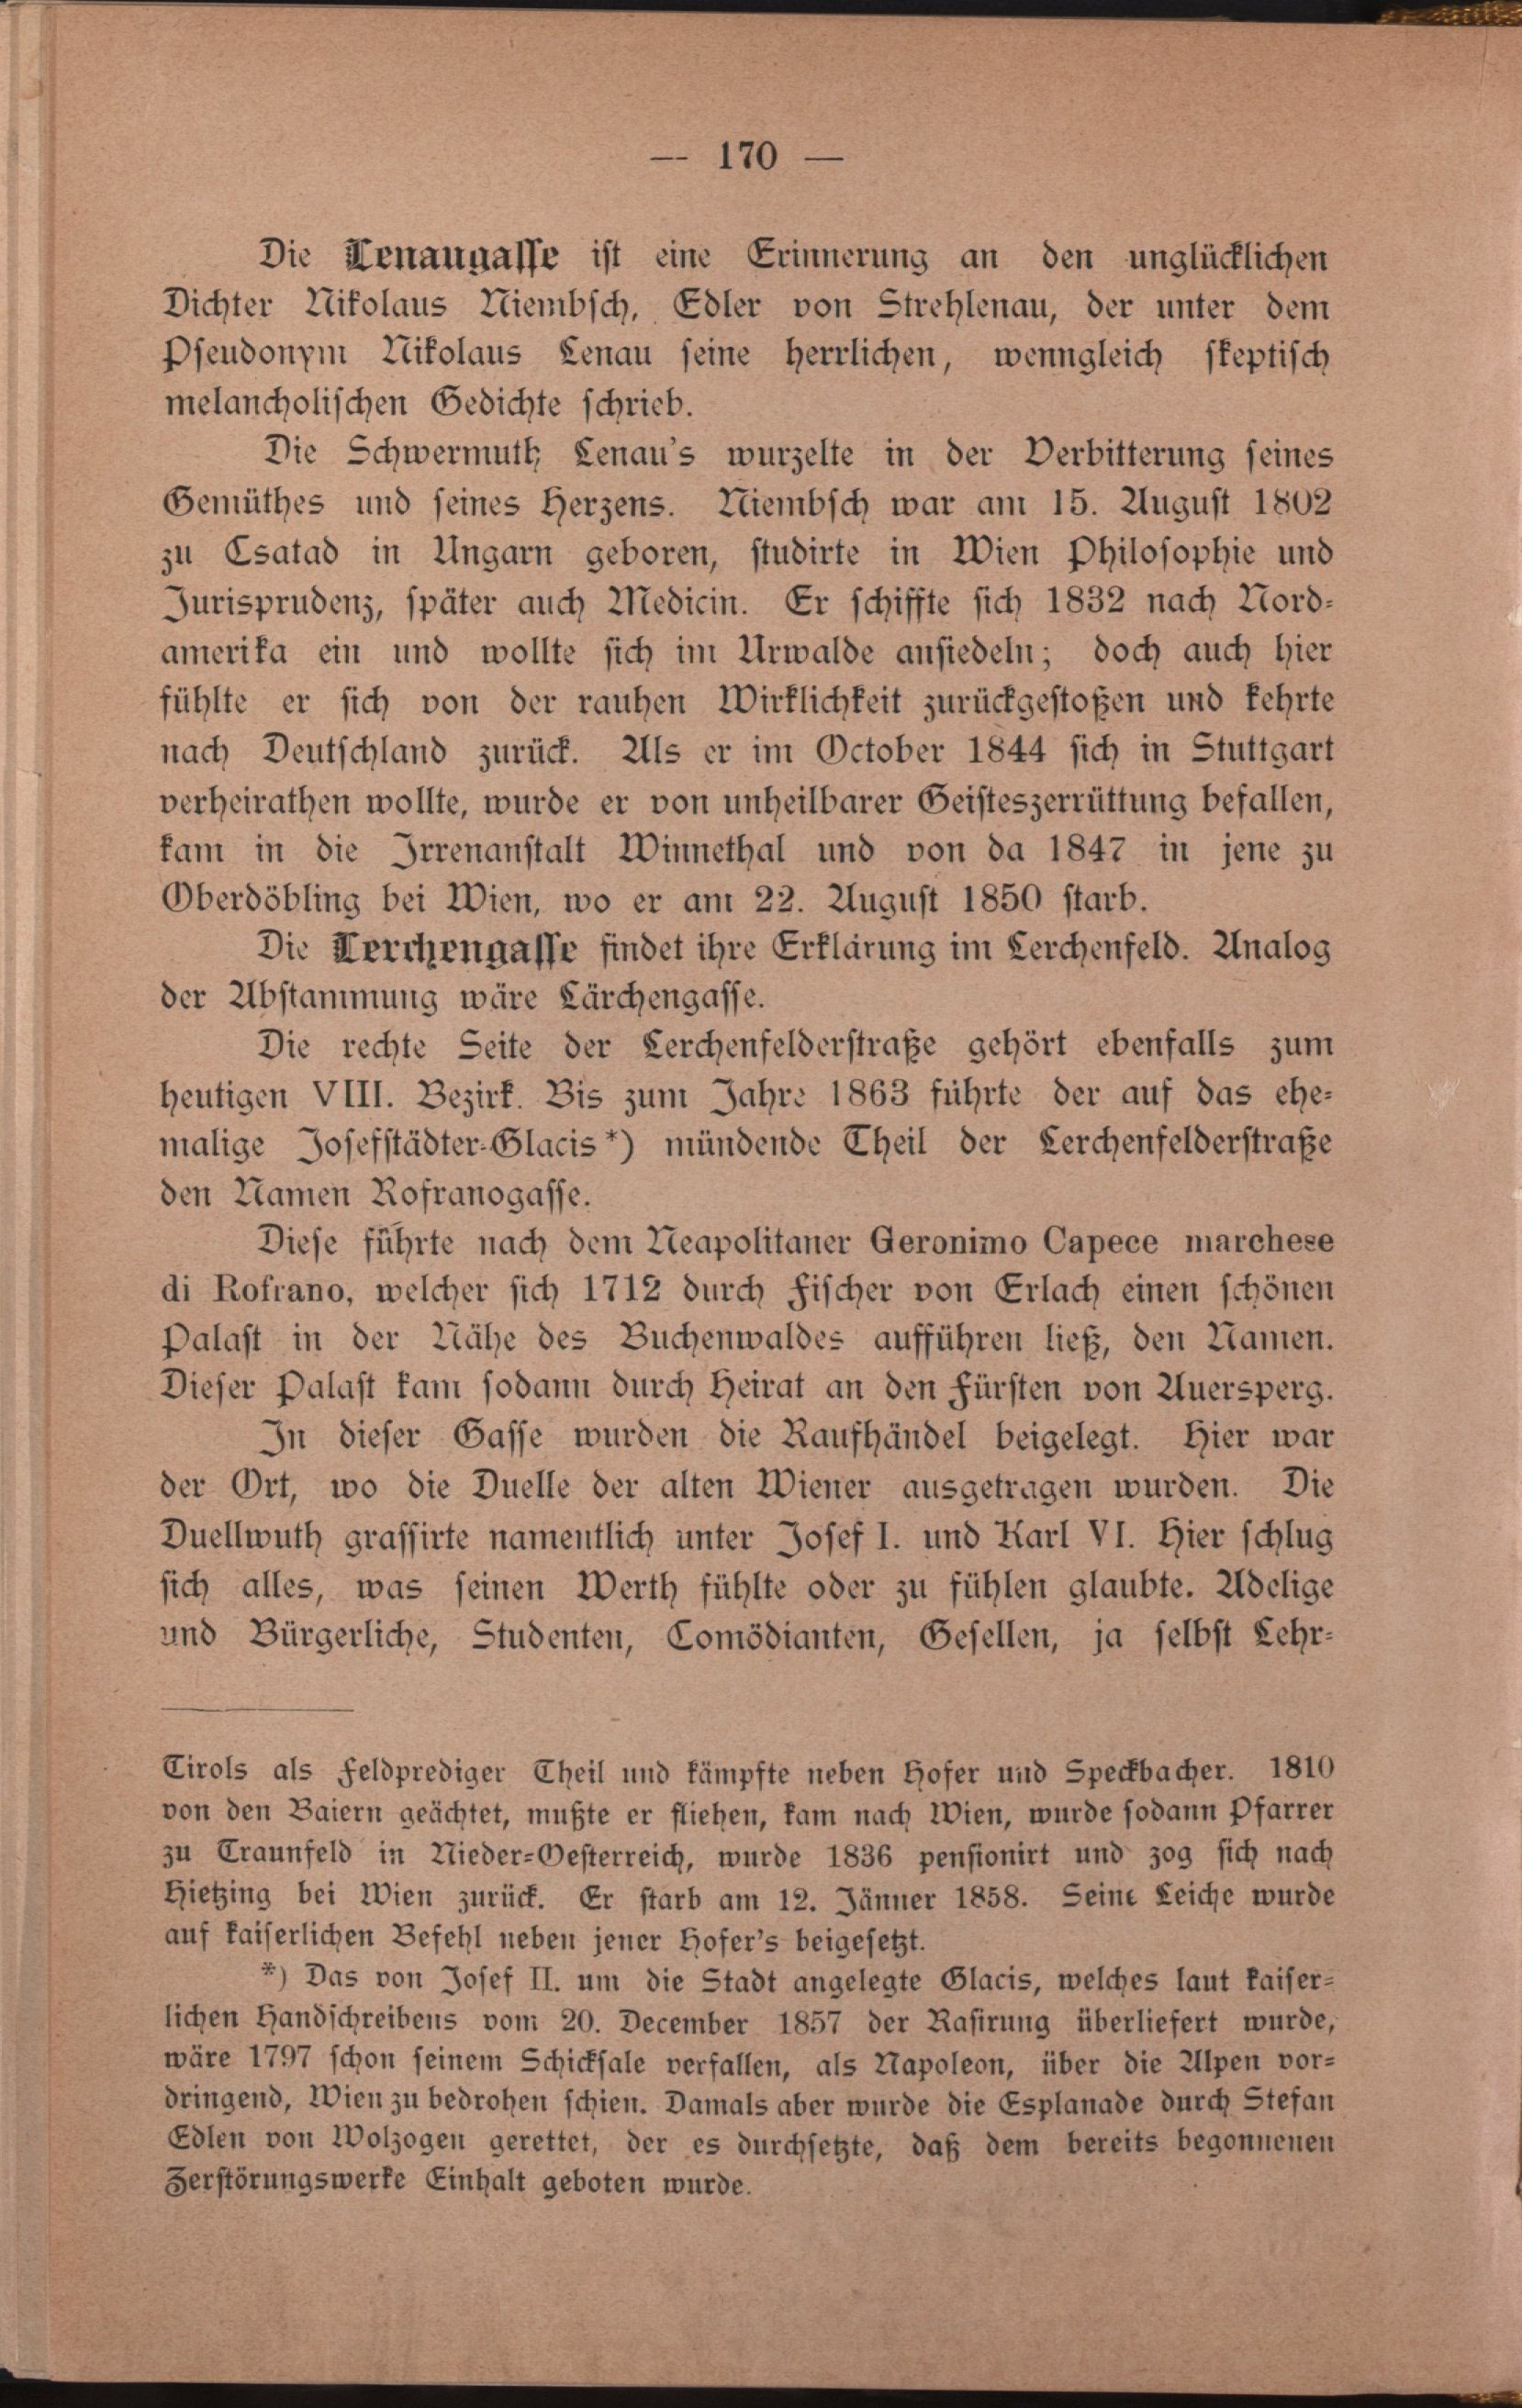 — 170 —
Die Lenaugasse ist eine Erinnerung an den unglücklichen
Dichter Nikolaus Niembsch, Edler von Strehlenau, der unter dem
Pseudonym Nikolaus Lenau seine herrlichen, wenngleich skeptisch
melancholischen Gedichte schrieb.
Die Schwermuth Lenau's wurzelte in der Verbitterung seines
Gemüthes und seines Herzens. Niembsch war am 15. August 1802
zu Csatad in Ungarn geboren, studirte in Wien Philosophie und
Jurisprudenz, später auch Medicin. Er schiffte sich 1832 nach Nord-
amerika ein und wollte sich im Urwalde ansiedeln; doch auch hier
fühlte er sich von der rauhen Wirklichkeit zurückgestoßen und kehrte
nach Deutschland zurück. Als er im October 1844 sich in Stuttgart
verheirathen wollte, wurde er von unheilbarer Geisteszerrüttung befallen,
kam in die Irrenanstalt Winnethal und von da 1847 in jene zu
Oberdöbling bei Wien, wo er am 22. August 1850 starb.
Die Lerchengasse findet ihre Erklärung im Lerchenfeld. Analog
der Abstammung wäre Lärchengasse.
Die rechte Seite der Lerchenfelderstraße gehört ebenfalls zum
heutigen VIII. Bezirk. Bis zum Jahre 1863 führte der auf das ehe-
malige Josefstädter-Glacis*) mündende Theil der Lerchenfelderstraße
den Namen Rofranogasse.
Diese führte nach dem Neapolitaner Geronimo Capece marchese
di Rofrano, welcher sich 1712 durch Fischer von Erlach einen schönen
Palast in der Nähe des Buchenwaldes aufführen ließ, den Namen.
Dieser Palast kam sodann durch Heirat an den Fürsten von Auersperg.
In dieser Gasse wurden die Raufhändel beigelegt. Hier war
der Ort, wo die Duelle der alten Wiener ausgetragen wurden. Die
Duellwuth grassirte namentlich unter Josef I. und Karl VI. Hier schlug
sich alles, was seinen Werth fühlte oder zu fühlen glaubte. Adelige
und Bürgerliche, Studenten, Comödianten, Gesellen, ja selbst Lehr-
Tirols als Feldprediger Theil und kämpfte neben Hofer und Speckbacher. 1810
von den Baiern geächtet, mußte er fliehen, kam nach Wien, wurde sodann Pfarrer
zu Traunfeld in Nieder-Oesterreich, wurde 1836 pensionirt und zog sich nach
Hietzing bei Wien zurück. Er starb am 12. Jänner 1858. Seine Leiche wurde
auf kaiserlichen Befehl neben jener Hofer's beigesetzt.
*) Das von Josef II. um die Stadt angelegte Glacis, welches laut kaiser-
lichen Handschreibens vom 20. December 1857 der Rasirung überliefert wurde,
wäre 1797 schon seinem Schicksale verfallen, als Napoleon, über die Alpen vor-
dringend, Wien zu bedrohen schien. Damals aber wurde die Esplanade durch Stefan
Edlen von Wolzogen gerettet, der es durchsetzte, daß dem bereits begonnenen
Zerstörungswerke Einhalt geboten wurde.